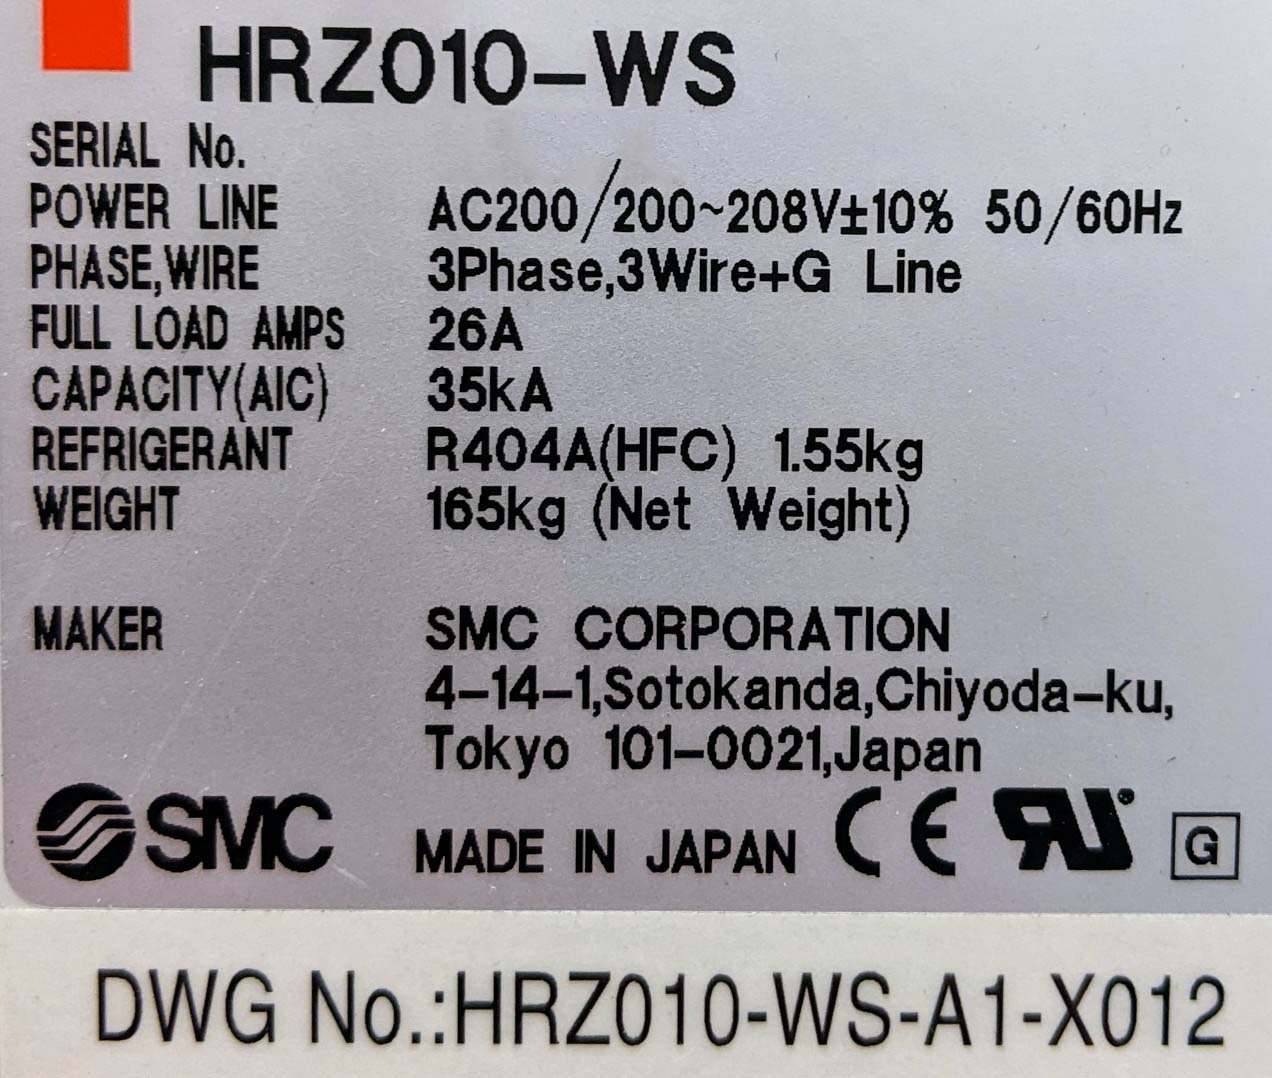 HRZ010-WS
SERIAL No.
POWER LINE AC200/200~208V±10% 50/60Hz
PHASE,WIRE 3Phase,3Wire+G Line
FULL LOAD AMPS 26A
CAPACITY(AIC) 35kA
REFRIGERANT R404A(HFC) 1.55kg
WEIGHT 165kg (Net Weight)
MAKER SMC CORPORATION
4-14-1,Sotokanda,Chiyoda-ku,
Tokyo 101-0021,Japan
SMC MADE IN JAPAN CE RU G
DWG No.:HRZ010-WS-A1-X012